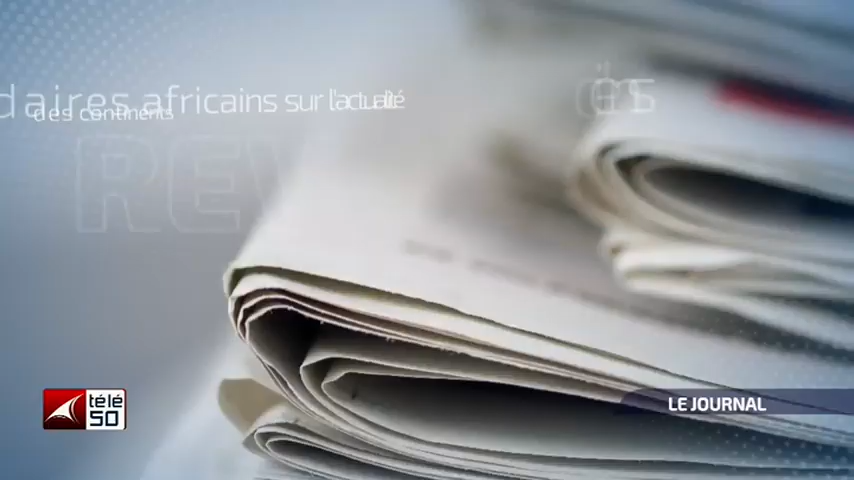 daires africains sur l'actualité
des continents
REV
télé
50
LE JOURNAL